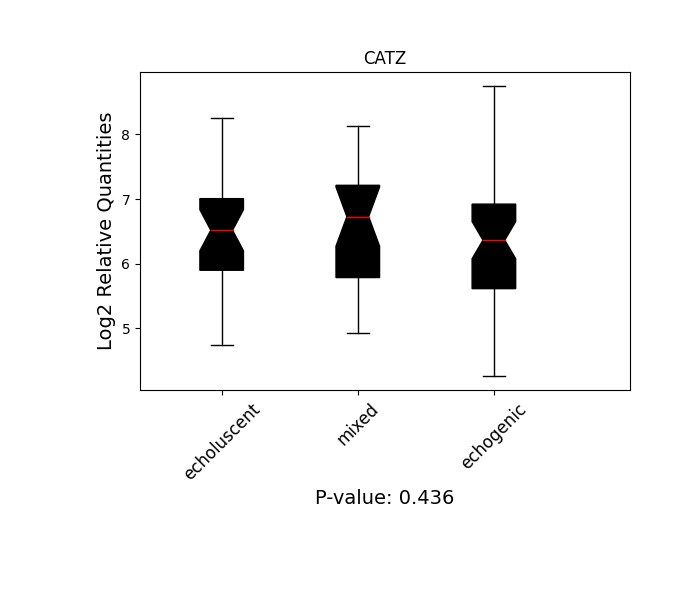 CATZ
Log2 Relative Quantities
8
7
6
5
echoluscent
mixed
echogenic
P-value: 0.436